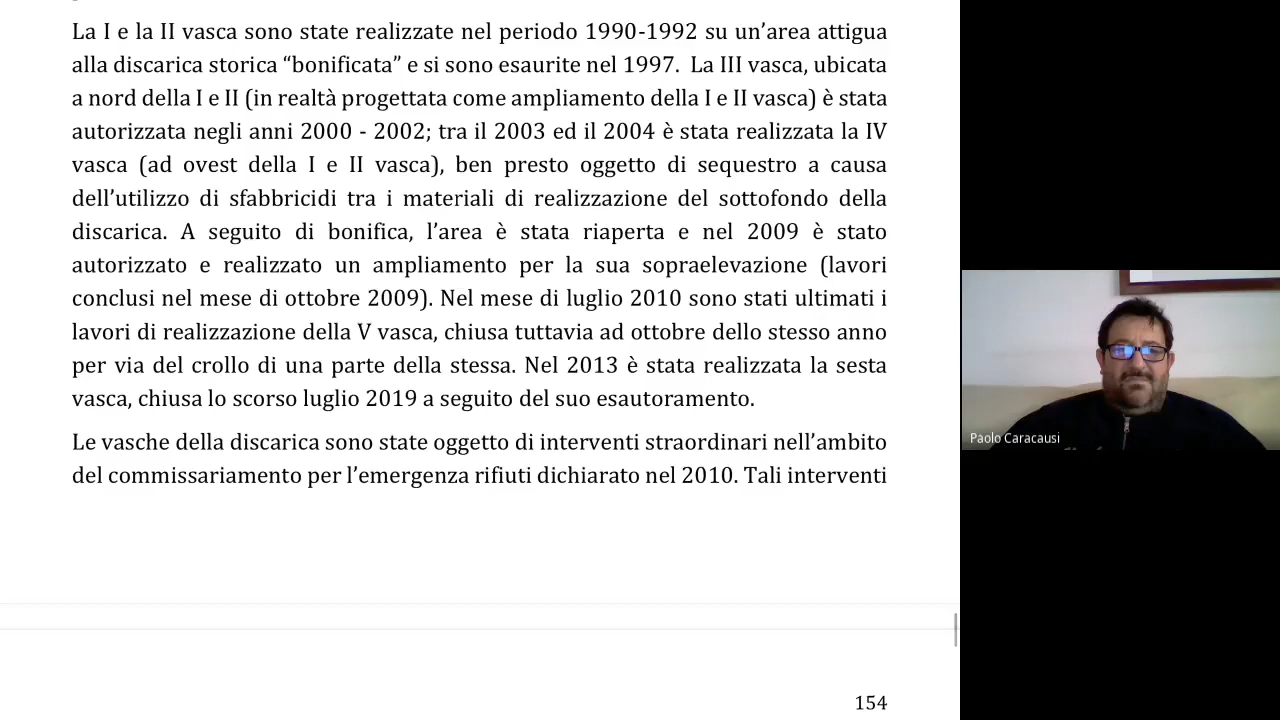 La I e la II vasca sono state realizzate nel periodo 1990-1992 su un’area attigua
alla discarica storica “bonificata” e si sono esaurite nel 1997.  La III vasca, ubicata
a nord della I e II (in realtà progettata come ampliamento della I e II vasca) è stata
autorizzata negli anni 2000 - 2002; tra il 2003 ed il 2004 è stata realizzata la IV
vasca (ad ovest della I e II vasca), ben presto oggetto di sequestro a causa
dell’utilizzo di sfabbricidi tra i materiali di realizzazione del sottofondo della
discarica. A seguito di bonifica, l’area è stata riaperta e nel 2009 è stato
autorizzato e realizzato un ampliamento per la sua sopraelevazione (lavori
conclusi nel mese di ottobre 2009). Nel mese di luglio 2010 sono stati ultimati i
lavori di realizzazione della V vasca, chiusa tuttavia ad ottobre dello stesso anno
per via del crollo di una parte della stessa. Nel 2013 è stata realizzata la sesta
vasca, chiusa lo scorso luglio 2019 a seguito del suo esautoramento.
Le vasche della discarica sono state oggetto di interventi straordinari nell’ambito
del commissariamento per l’emergenza rifiuti dichiarato nel 2010. Tali interventi
154
Paolo Caracausi